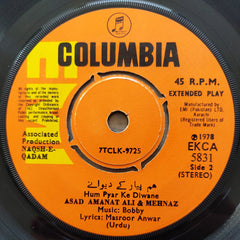 COLUMBIA
45 R.P.M.
EXTENDED PLAY
Manufactured by
EMI (Pakistan) LTD.
Karachi
(Registered Users
of Trade Mark)
Associated
Production
NAQSH-E-
QADAM
7TCLK-9725
℗ 1978
EKCA
5831
Side 2
(STEREO)
ہم پیار کے دیوانے
Hum Pyar Ke Diwane
ASAD AMANAT ALI & MEHNAZ
Music: Bobby
Lyrics: Masroor Anwar
(Urdu)